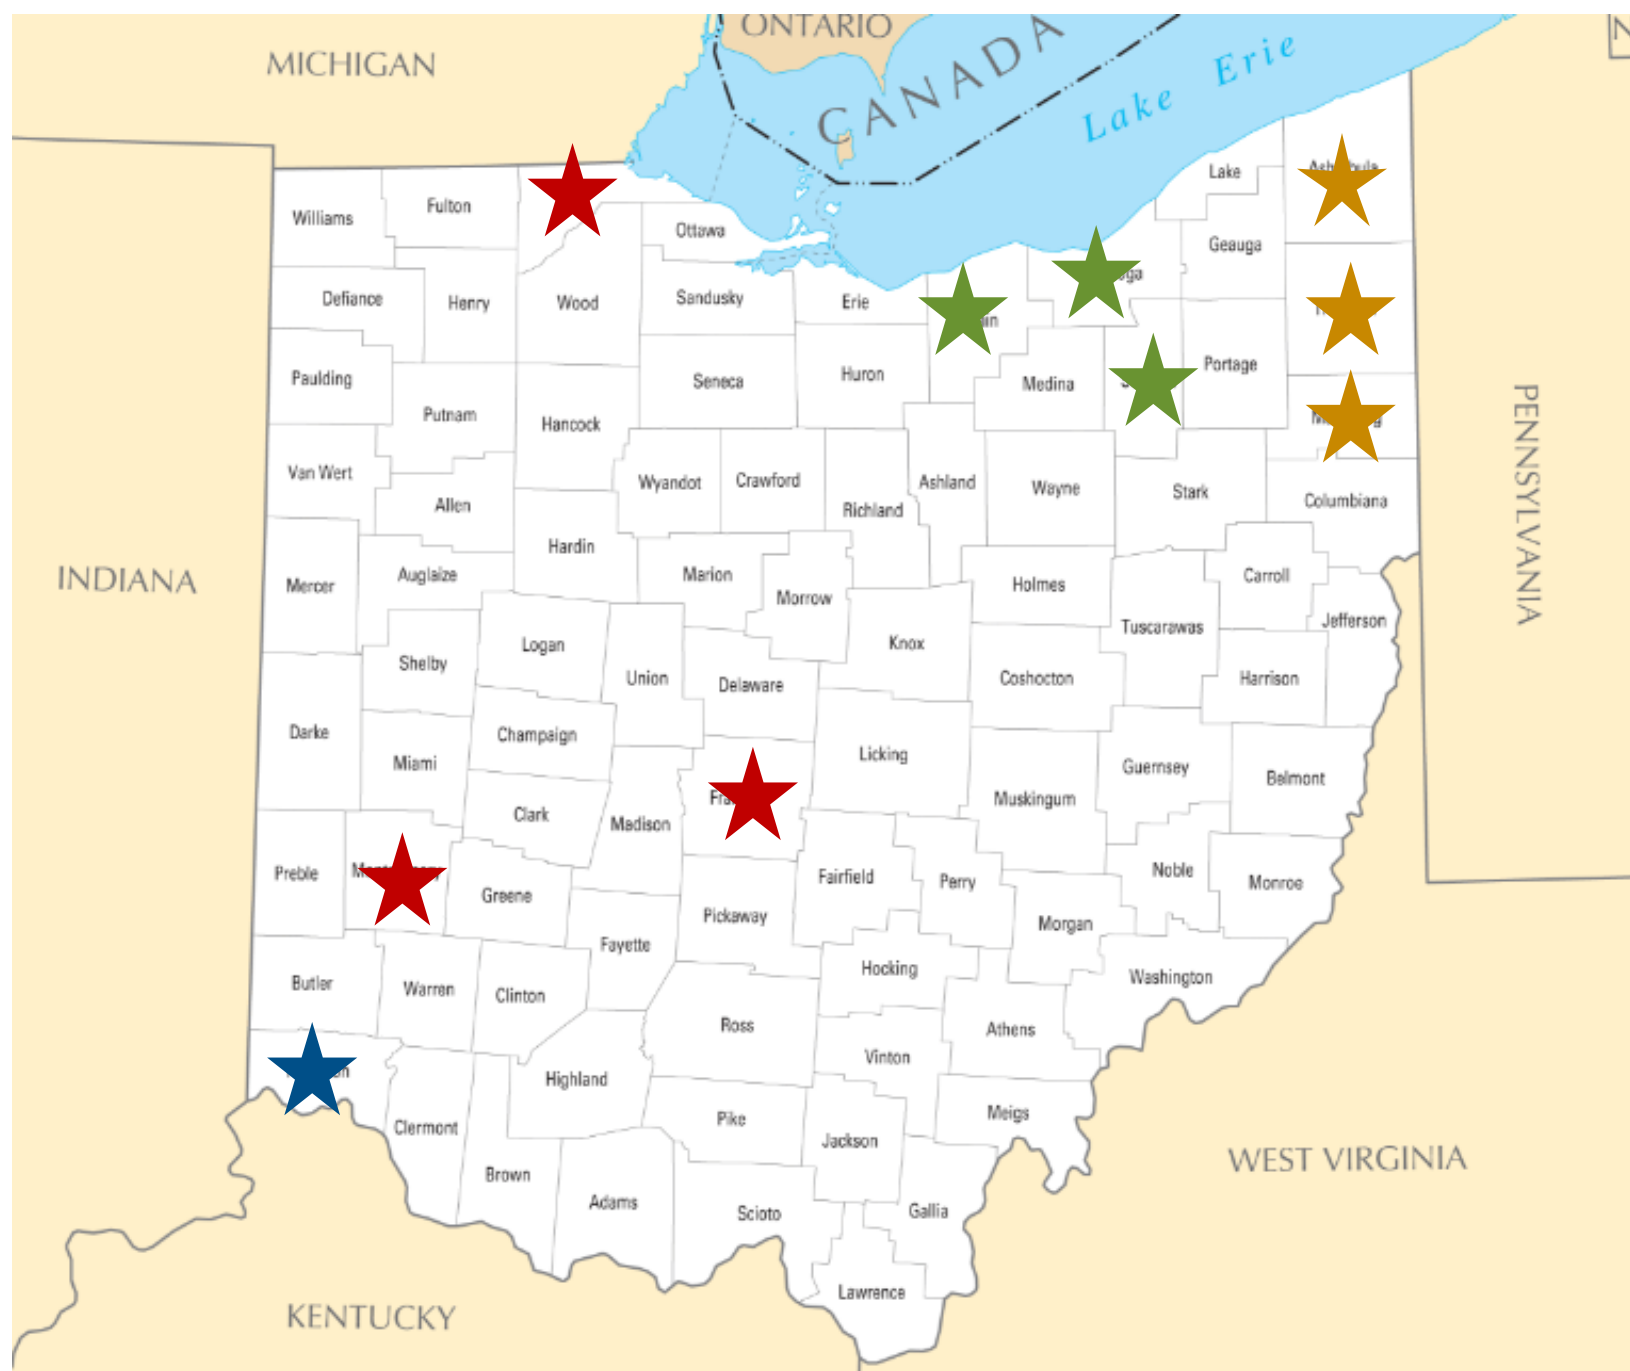 ONTARIO
N
MICHIGAN
CANADA
Lake Erie
Lake
Williams
Fulton
Ottawa
Geauga
Defiance
Henry
Wood
Sandusky
Erie
Paulding
Seneca
Huron
Medina
Portage
Putnam
Hancock
PENNSYLVANIA
Van Wert
Wyandot
Crawford
Ashland
Wayne
Stark
Columbiana
Allen
Richland
INDIANA
Mercer
Auglaize
Hardin
Marion
Morrow
Holmes
Carroll
Jefferson
Shelby
Logan
Union
Delaware
Knox
Coshocton
Tuscarawas
Harrison
Darke
Miami
Champaign
Licking
Guernsey
Belmont
Clark
Madison
Muskingum
Preble
Greene
Pickaway
Fairfield
Perry
Morgan
Noble
Monroe
Butler
Warren
Clinton
Fayette
Hocking
Washington
Ross
Vinton
Athens
Highland
Clermont
Pike
Jackson
Meigs
WEST VIRGINIA
Brown
Adams
Scioto
Gallia
KENTUCKY
Lawrence